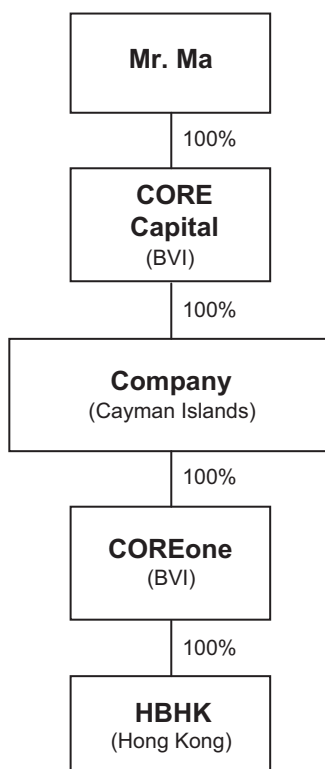 Mr. Ma
100%
CORE
Capital
(BVI)
100%
Company
(Cayman Islands)
100%
COREone
(BVI)
100%
HBHK
(Hong Kong)